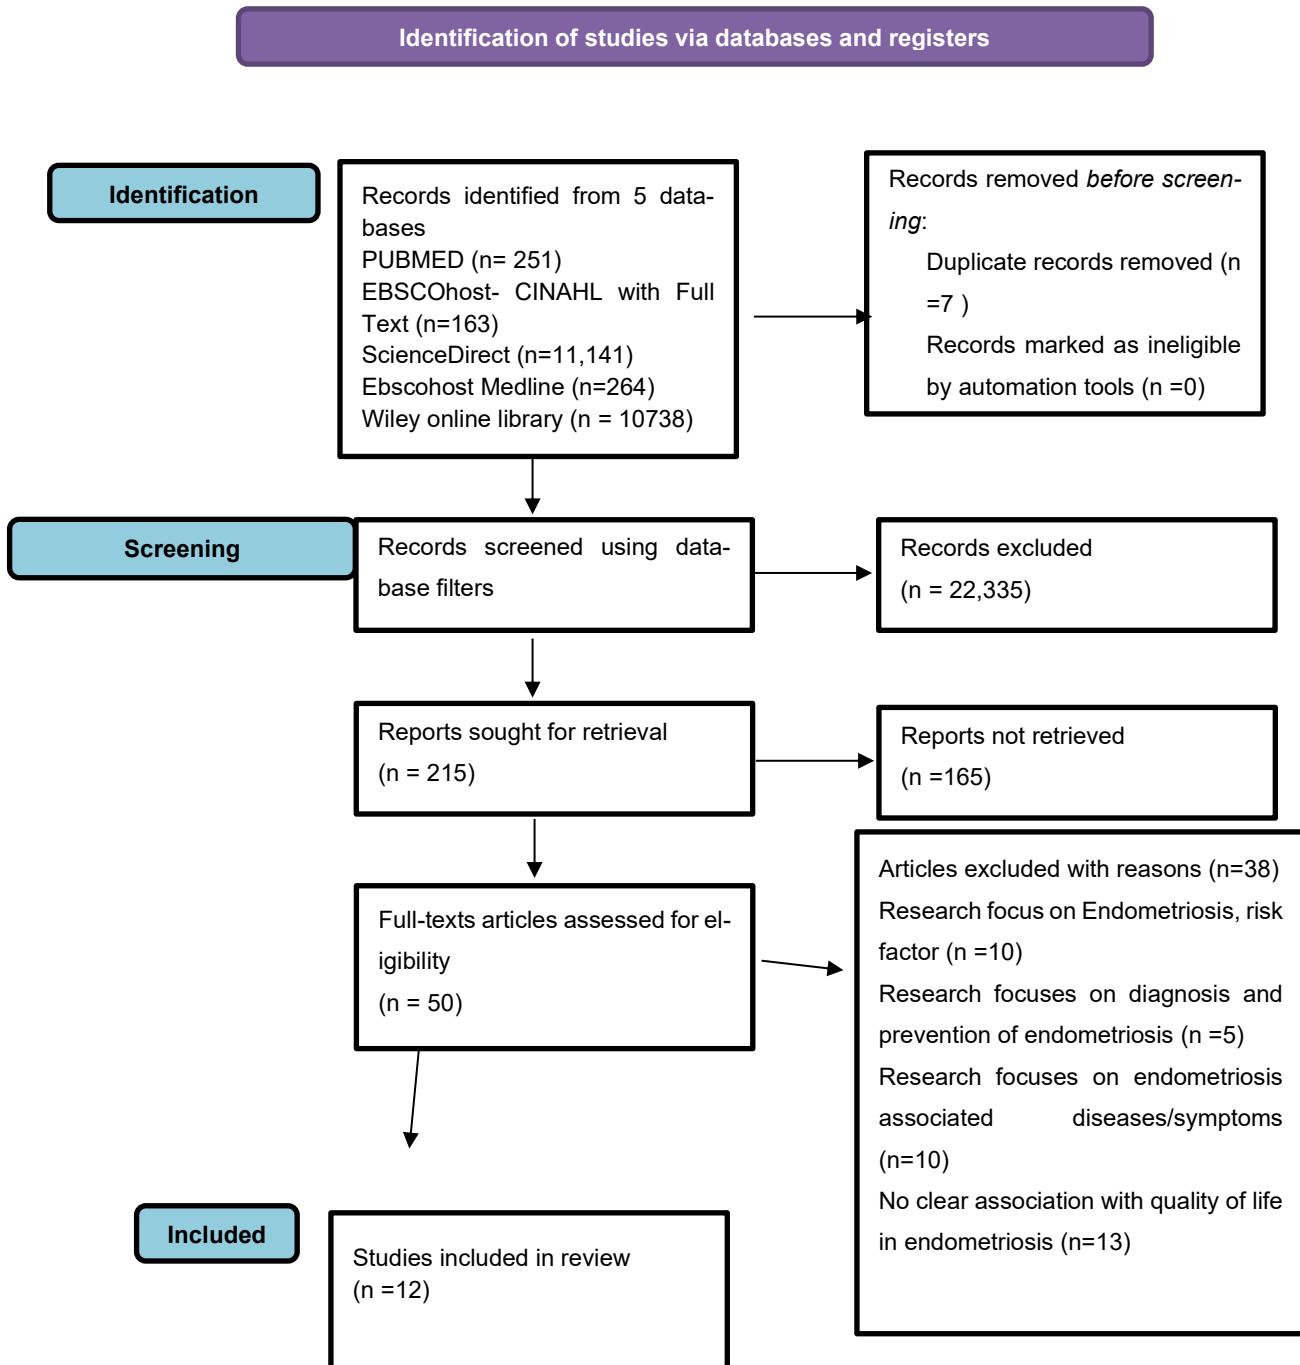 Identification of studies via databases and registers
Identification
Records identified from 5 data-
bases
PUBMED (n= 251)
EBSCOhost- CINAHL with Full
Text (n=163)
ScienceDirect (n=11,141)
Ebscohost Medline (n=264)
Wiley online library (n = 10738)
Records removed before screen-
ing:
Duplicate records removed (n
=7 )
Records marked as ineligible
by automation tools (n =0)
Screening
Records screened using data-
base filters
Records excluded
(n = 22,335)
Reports sought for retrieval
(n = 215)
Reports not retrieved
(n =165)
Full-texts articles assessed for el-
igibility
(n = 50)
Articles excluded with reasons (n=38)
Research focus on Endometriosis, risk
factor (n =10)
Research focuses on diagnosis and
prevention of endometriosis (n =5)
Research focuses on endometriosis
associated diseases/symptoms
(n=10)
No clear association with quality of life
in endometriosis (n=13)
Included
Studies included in review
(n =12)